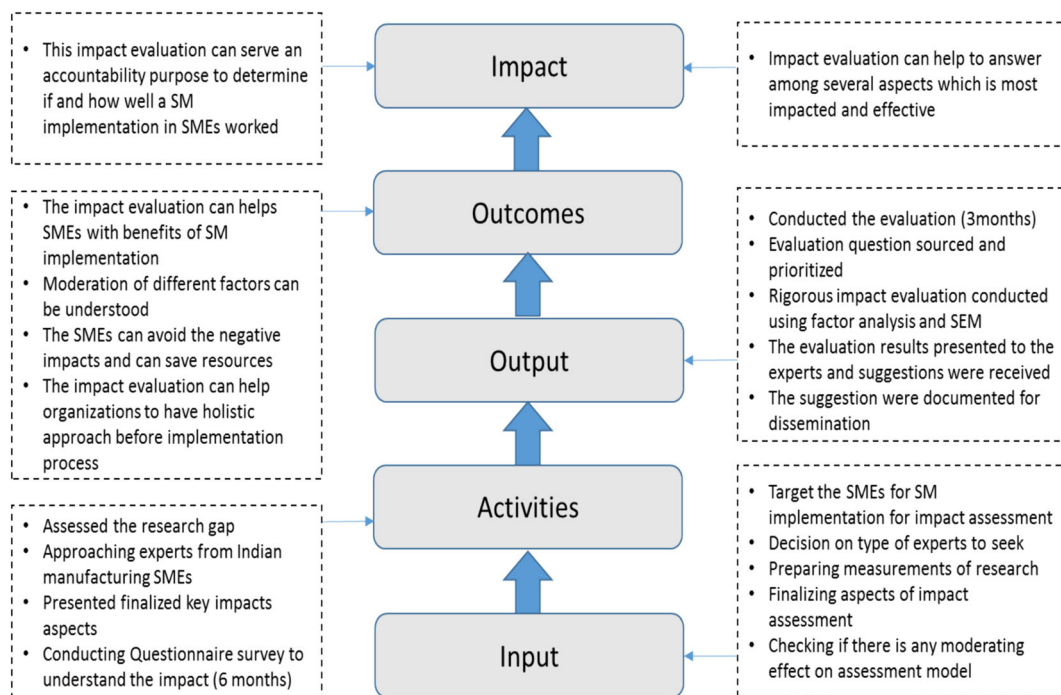 • This impact evaluation can serve an
accountability purpose to determine
if and how well a SM
implementation in SMEs worked
Impact
• Impact evaluation can help to answer
among several aspects which is most
impacted and effective
• The impact evaluation can helps
SMEs with benefits of SM
implementation
• Moderation of different factors can
be understood
• The SMEs can avoid the negative
impacts and can save resources
• The impact evaluation can help
organizations to have holistic
approach before implementation
process
Outcomes
Output
• Conducted the evaluation (3months)
• Evaluation question sourced and
prioritized
• Rigorous impact evaluation conducted
using factor analysis and SEM
• The evaluation results presented to the
experts and suggestions were received
• The suggestion were documented for
dissemination
• Assessed the research gap
• Approaching experts from Indian
manufacturing SMEs
• Presented finalized key impacts
aspects
• Conducting Questionnaire survey to
understand the impact (6 months)
Activities
Input
• Target the SMEs for SM
implementation for impact assessment
• Decision on type of experts to seek
• Preparing measurements of research
• Finalizing aspects of impact
assessment
• Checking if there is any moderating
effect on assessment model